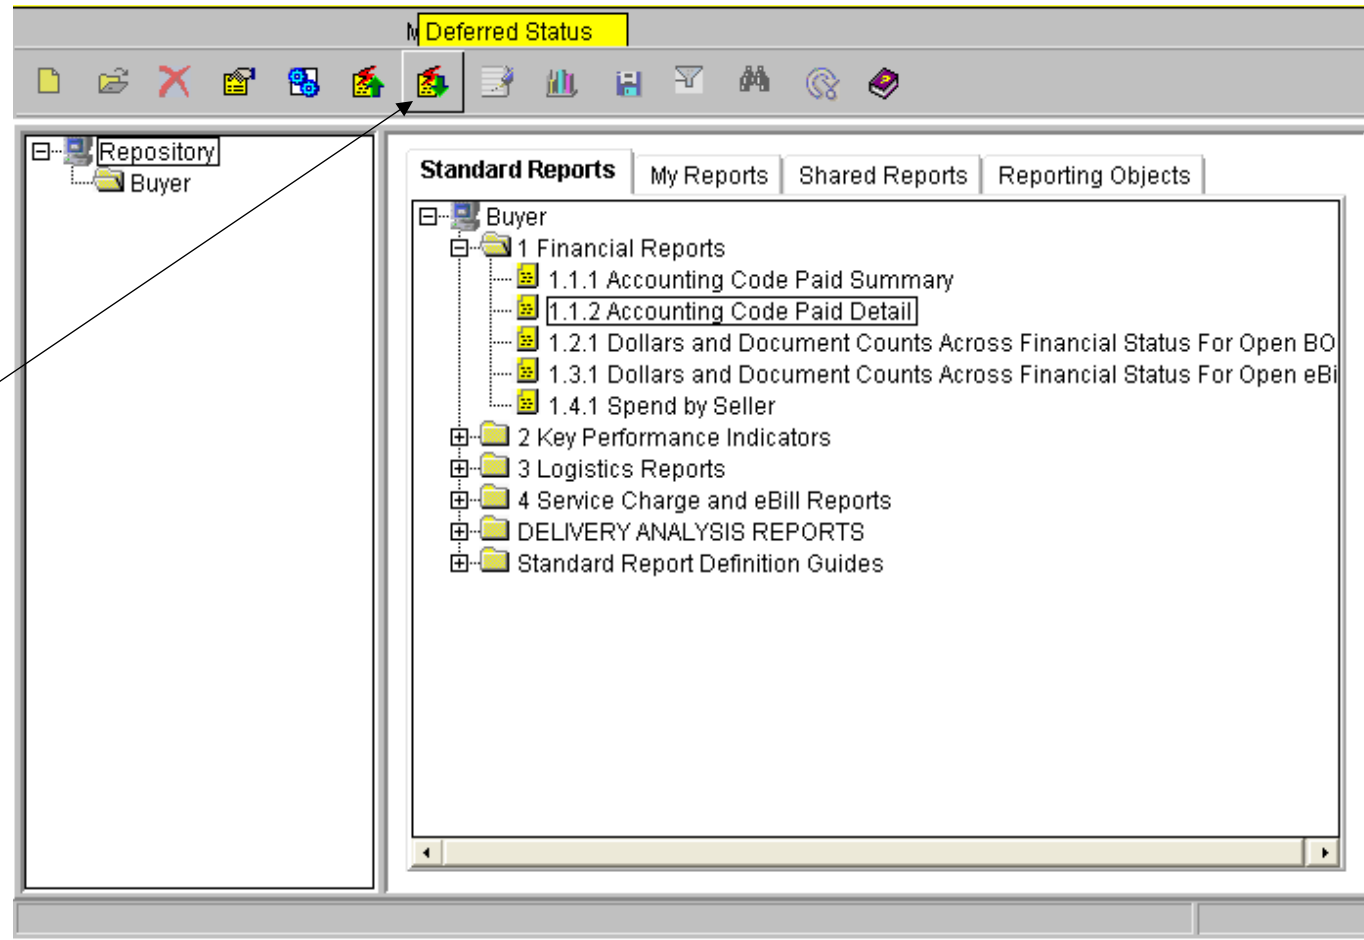 Deferred Status
Repository
Buyer
Standard Reports
My Reports
Shared Reports
Reporting Objects
Buyer
1 Financial Reports
1.1.1 Accounting Code Paid Summary
1.1.2 Accounting Code Paid Detail
1.2.1 Dollars and Document Counts Across Financial Status For Open BO
1.3.1 Dollars and Document Counts Across Financial Status For Open eBi
1.4.1 Spend by Seller
2 Key Performance Indicators
3 Logistics Reports
4 Service Charge and eBill Reports
DELIVERY ANALYSIS REPORTS
Standard Report Definition Guides